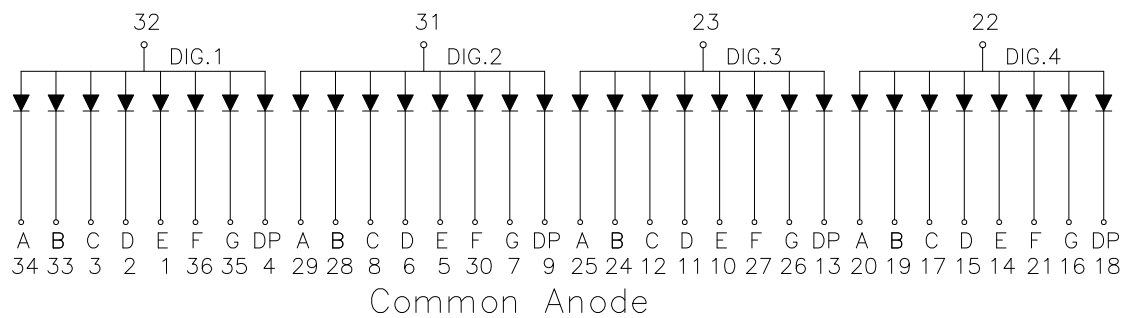 32 31 23 22
DIG.1 DIG.2 DIG.3 DIG.4
A B C D E F G DP A B C D E F G DP A B C D E F G DP A B C D E F G DP
34 33 3 2 1 36 35 4 29 28 8 6 5 30 7 9 25 24 12 11 10 27 26 13 20 19 17 15 14 21 16 18
Common Anode